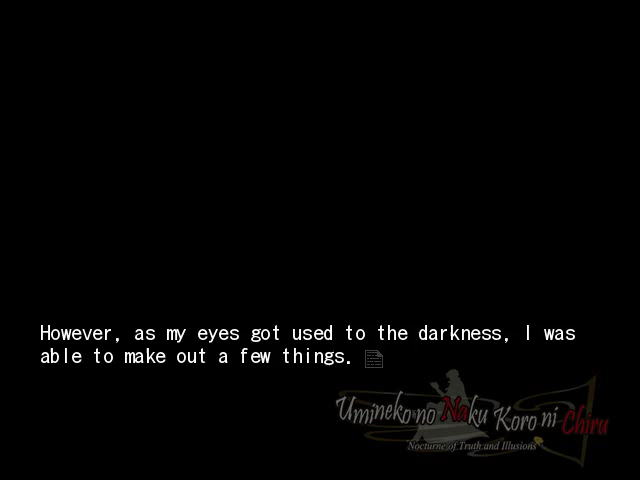 However, as my eyes got used to the darkness, I was
able to make out a few things.
Umineko no Naku Koro ni Chiru
Nocturne of Truth and Illusions